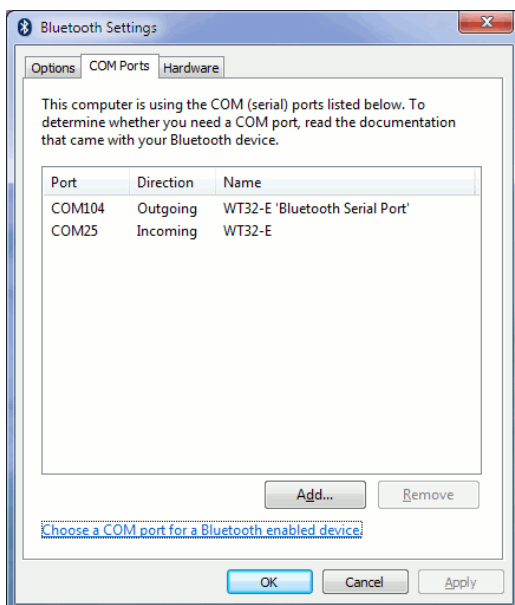 Bluetooth Settings
Options COM Ports Hardware
This computer is using the COM (serial) ports listed below. To
determine whether you need a COM port, read the documentation
that came with your Bluetooth device.
Port Direction Name
COM104 Outgoing WT32-E 'Bluetooth Serial Port'
COM25 Incoming WT32-E
Add... Remove
Choose a COM port for a Bluetooth enabled device.
OK Cancel Apply